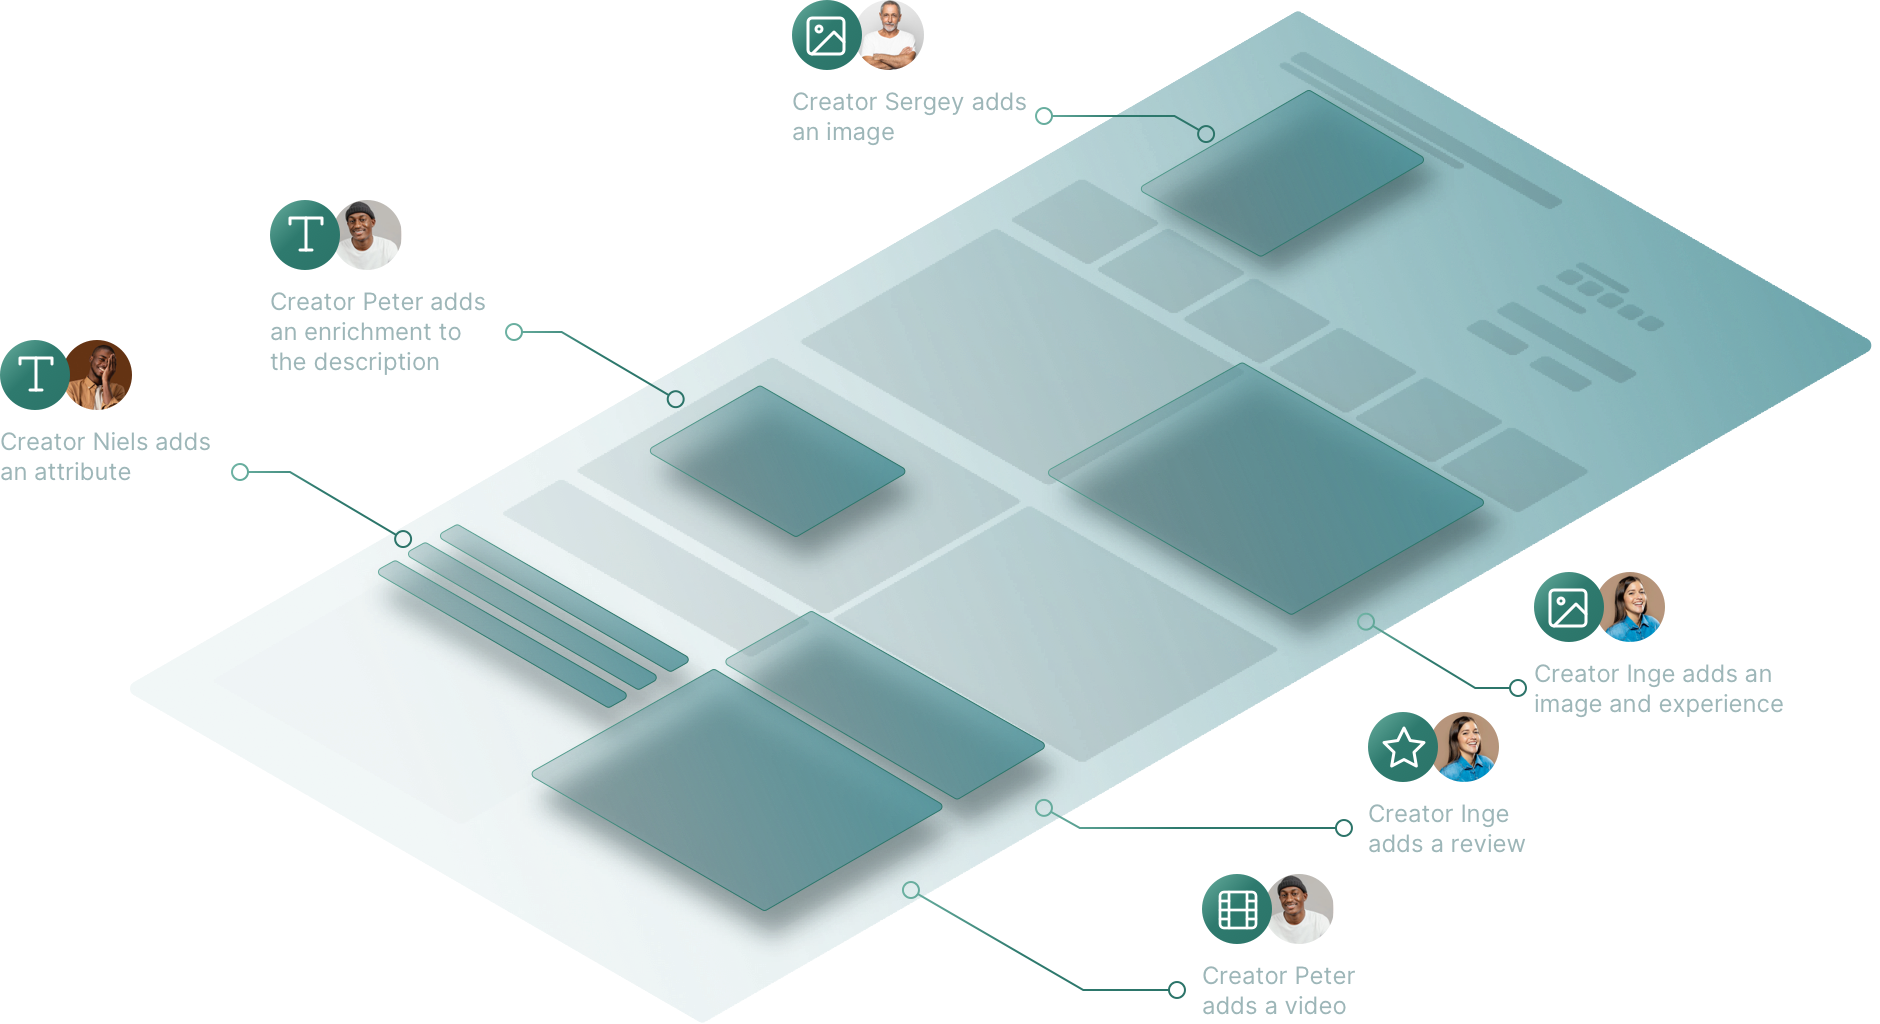 Creator Sergey adds
an image
Creator Peter adds
an enrichment to
the description
Creator Niels adds
an attribute
Creator Inge adds an
image and experience
Creator Inge
adds a review
Creator Peter
adds a video